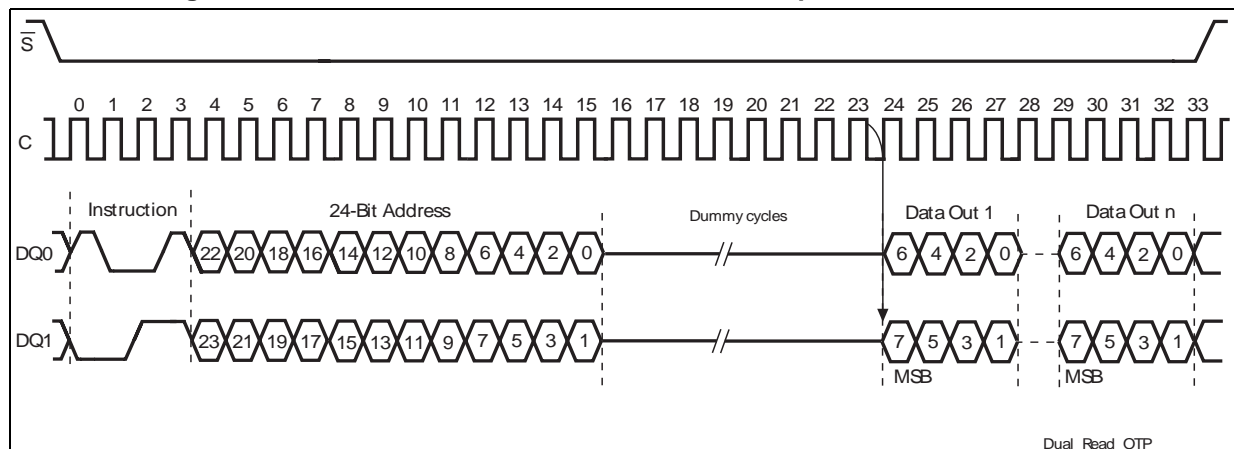 S
0 1 2 3 4 5 6 7 8 9 10 11 12 13 14 15 16 17 18 19 20 21 22 23 24 25 26 27 28 29 30 31 32 33
C
Instruction 24-Bit Address Dummy cycles Data Out 1 Data Out n
DQ0 22 20 18 16 14 12 10 8 6 4 2 0 6 4 2 0 6 4 2 0
DQ1 23 21 19 17 15 13 11 9 7 5 3 1 7 5 3 1 7 5 3 1
MSB MSB
Dual_Read_OTP